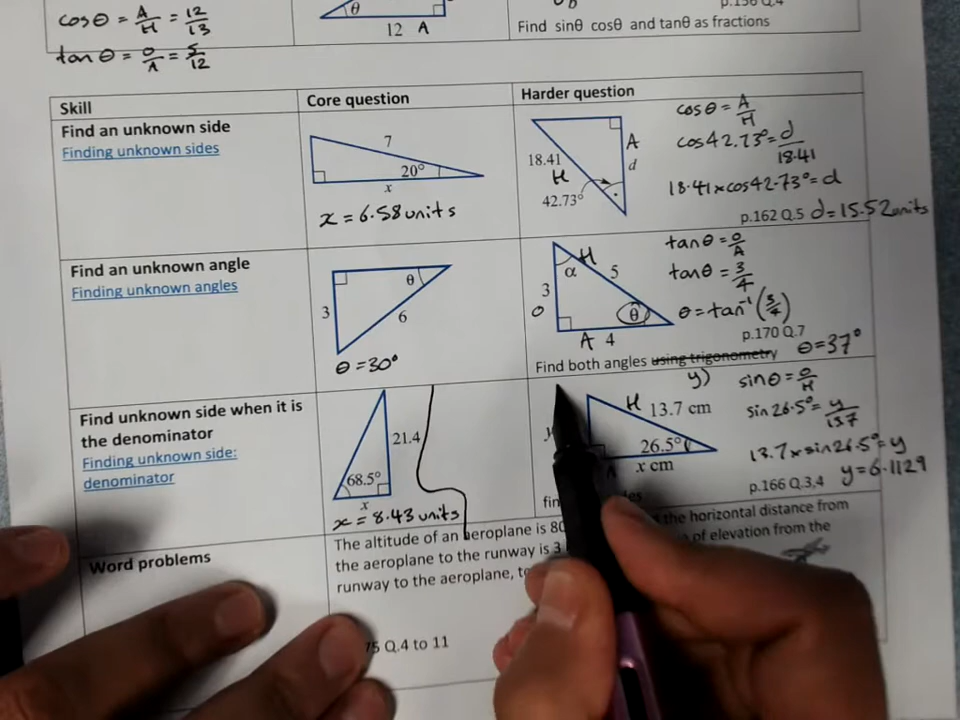 cosθ = A/H = 12/13
tanθ = O/A = 5/12
θ
12 A
Find sinθ cosθ and tanθ as fractions
Skill
Core question
Harder question
Find an unknown side
Finding unknown sides
7
20°
x
x = 6.58 units
18.41
H
A
d
42.73°
cosθ = A/H
cos42.73° = d/18.41
18.41 x cos42.73° = d
p.162 Q.5
d = 15.52 units
Find an unknown angle
Finding unknown angles
3
θ
6
θ = 30°
H
α
5
3
O
θ
A 4
tanθ = O/A
tanθ = 3/4
θ = tan⁻¹(3/4)
p.170 Q.7
θ = 37°
Find both angles using trigonometry
Find unknown side when it is
the denominator
Finding unknown side:
denominator
21.4
68.5°
x
x = 8.43 units
y)
H
13.7 cm
26.5°
x cm
sinθ = O/H
sin 26.5° = y/137
13.7 x sin26.5° = y
y = 6.1129
p.166 Q.3,4
Word problems
The altitude of an aeroplane is
the horizontal distance from
the aeroplane to the runway is 3
of elevation from the
runway to the aeroplane,
Q.4 to 11